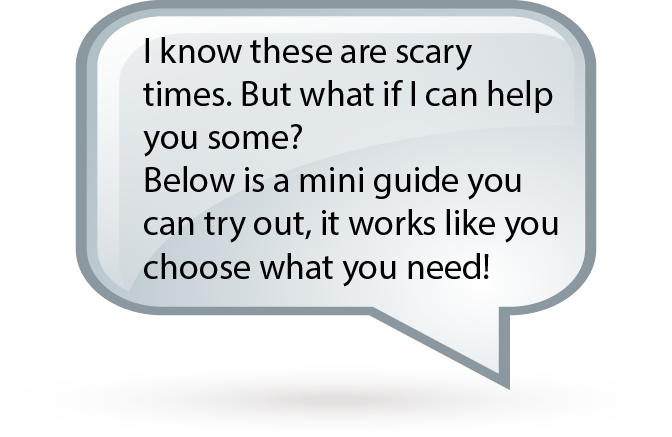 I know these are scary
times. But what if I can help
you some?
Below is a mini guide you
can try out, it works like you
choose what you need!